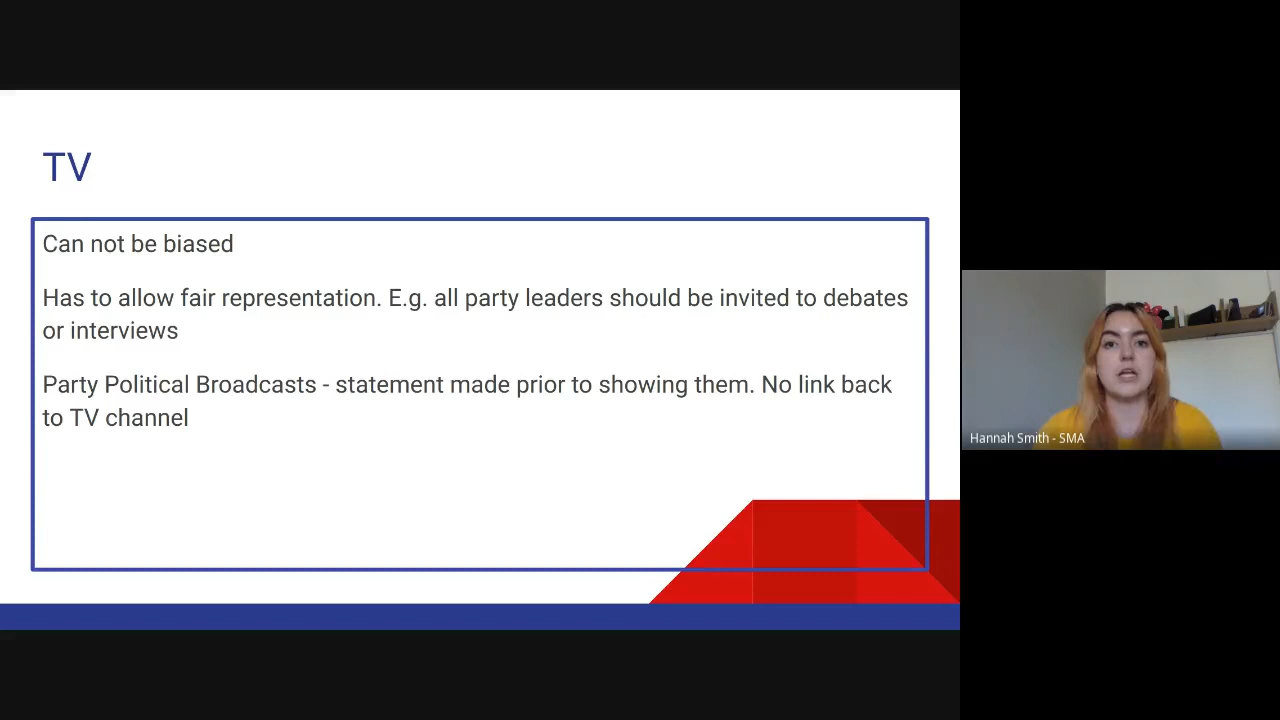 TV
Can not be biased
Has to allow fair representation. E.g. all party leaders should be invited to debates
or interviews
Party Political Broadcasts - statement made prior to showing them. No link back
to TV channel
Hannah Smith - SMA